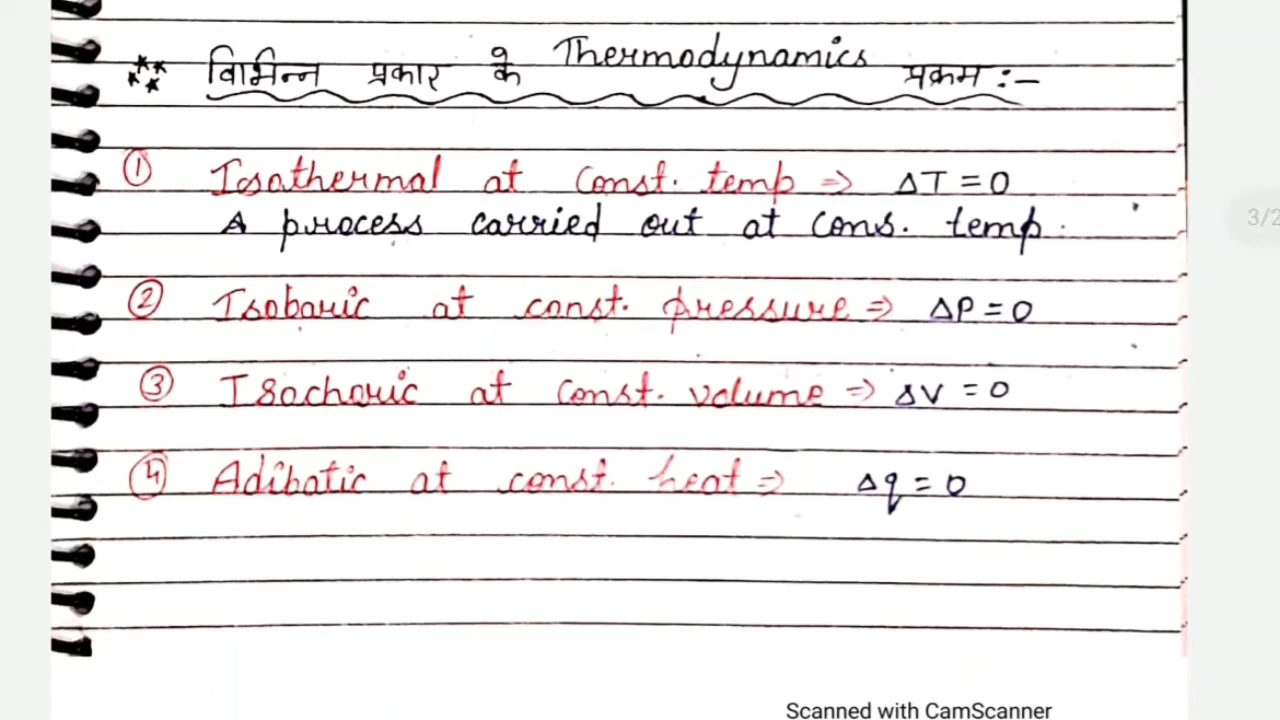 विभिन्न प्रकार के Thermodynamics प्रक्रम :-
① Isothermal at const. temp ⇒ ΔT = 0
A process carried out at cons. temp.
3/2
② Isobaric at const. pressure ⇒ ΔP = 0
③ Isochoric at const. volume ⇒ ΔV = 0
④ Adibatic at const. heat ⇒ Δq = 0
Scanned with CamScanner